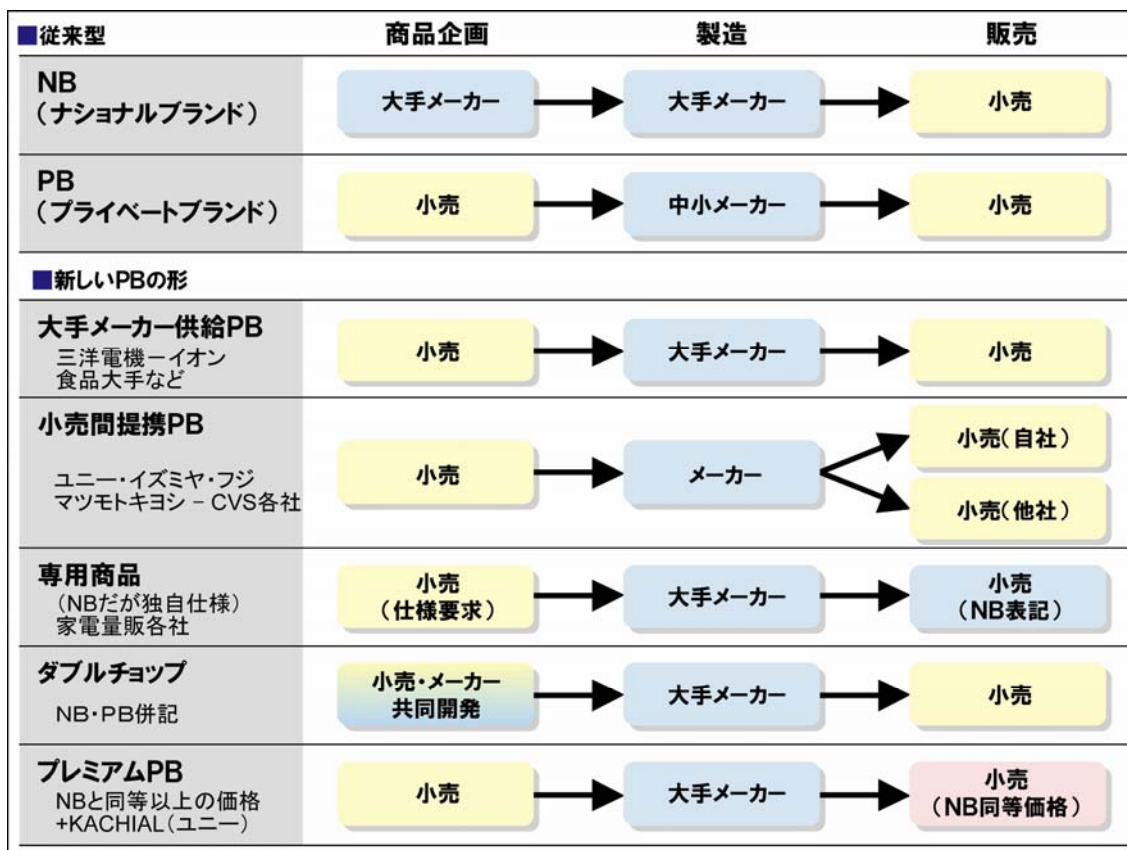 ■従来型 商品企画 製造 販売
NB
（ナショナルブランド）
大手メーカー 大手メーカー 小売
PB
（プライベートブランド）
小売 中小メーカー 小売
■新しいPBの形
大手メーカー供給PB
三洋電機－イオン
食品大手など
小売 大手メーカー 小売
小売間提携PB
ユニー・イズミヤ・フジ
マツモトキヨシ − CVS各社
小売 メーカー
小売（自社）
小売（他社）
専用商品
（NBだが独自仕様）
家電量販各社
小売
（仕様要求）
大手メーカー
小売
（NB表記）
ダブルチョップ
NB・PB併記
小売・メーカー
共同開発
大手メーカー 小売
プレミアムPB
NBと同等以上の価格
+KACHIAL（ユニー）
小売 大手メーカー
小売
（NB同等価格）